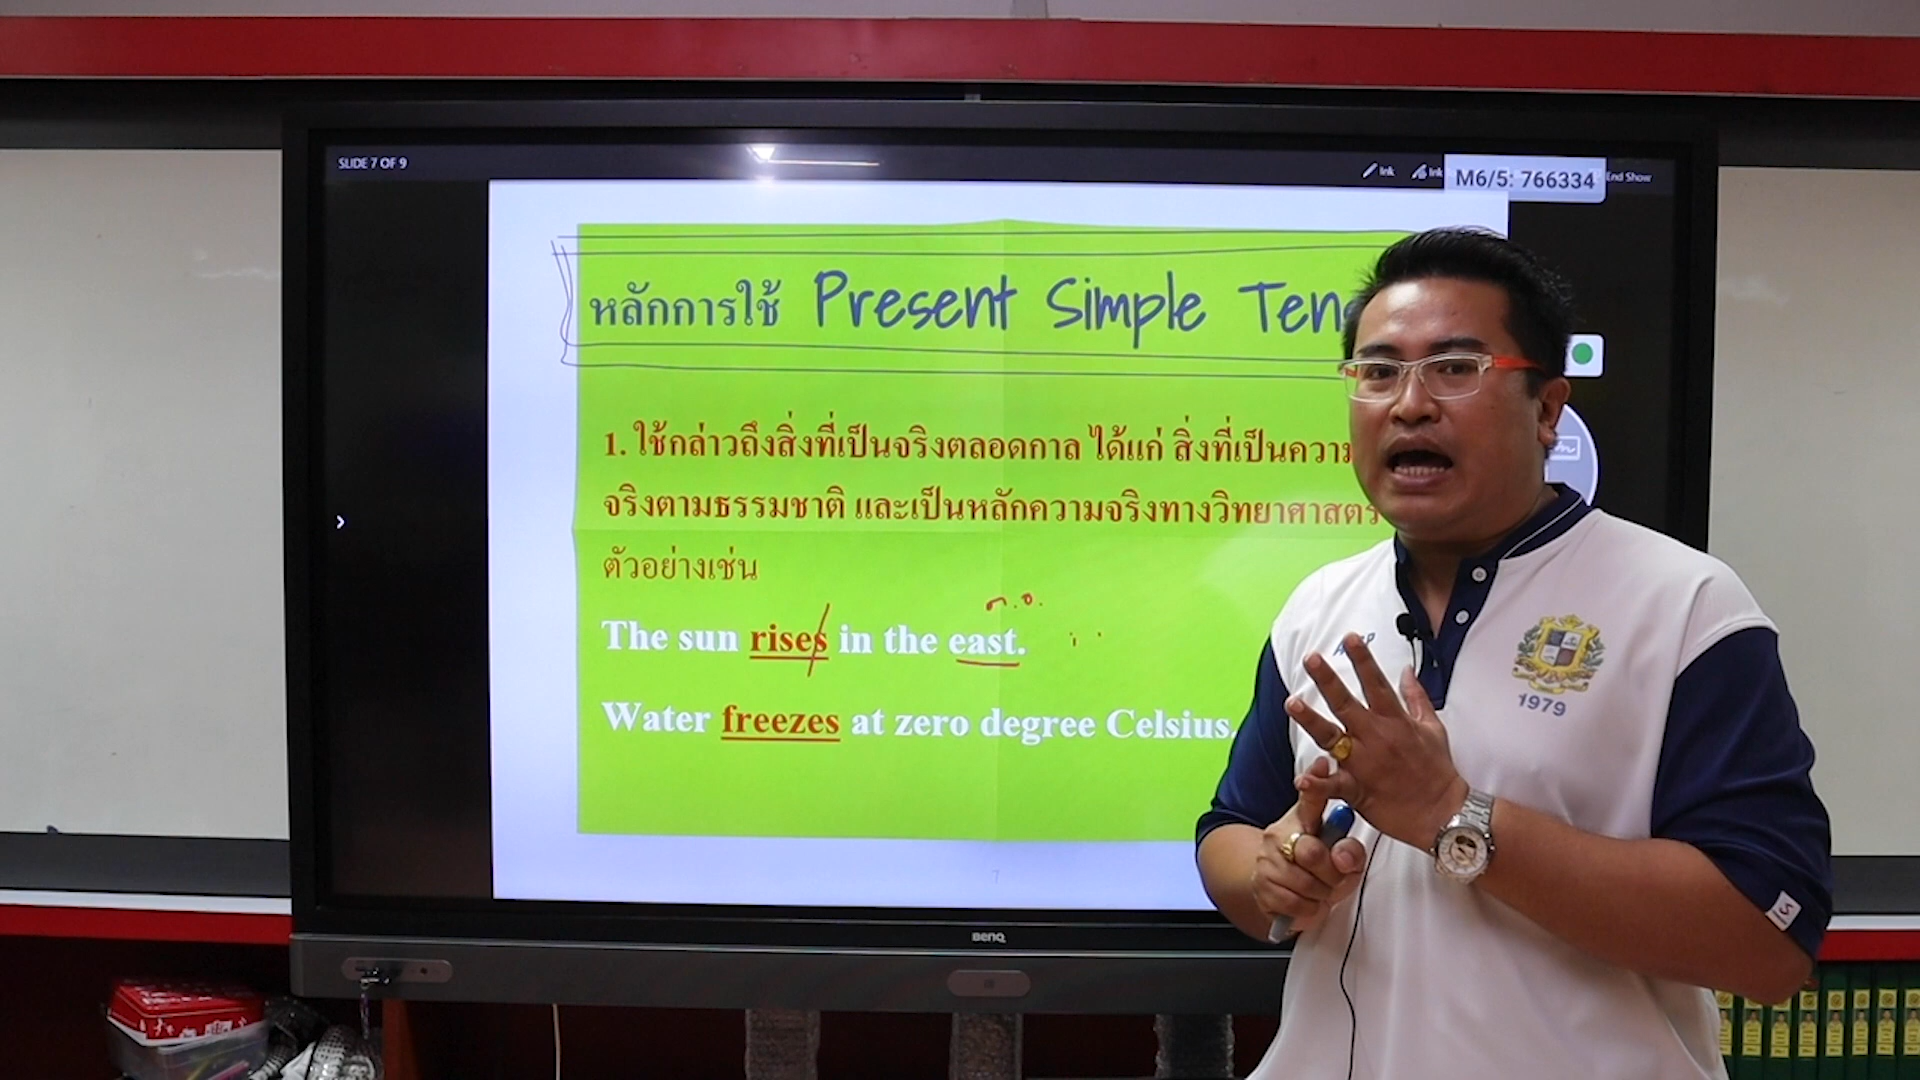 SLIDE 7 OF 9
Ink
Ink
M6/5: 766334
End Show
หลักการใช้ Present Simple Tens
1. ใช้กล่าวถึงสิ่งที่เป็นจริงตลอดกาล ได้แก่ สิ่งที่เป็นความ
จริงตามธรรมชาติ และเป็นหลักความจริงทางวิทยาศาสตร
ตัวอย่างเช่น
The sun rises in the east.
Water freezes at zero degree Celsius.
7
1979
BenQ